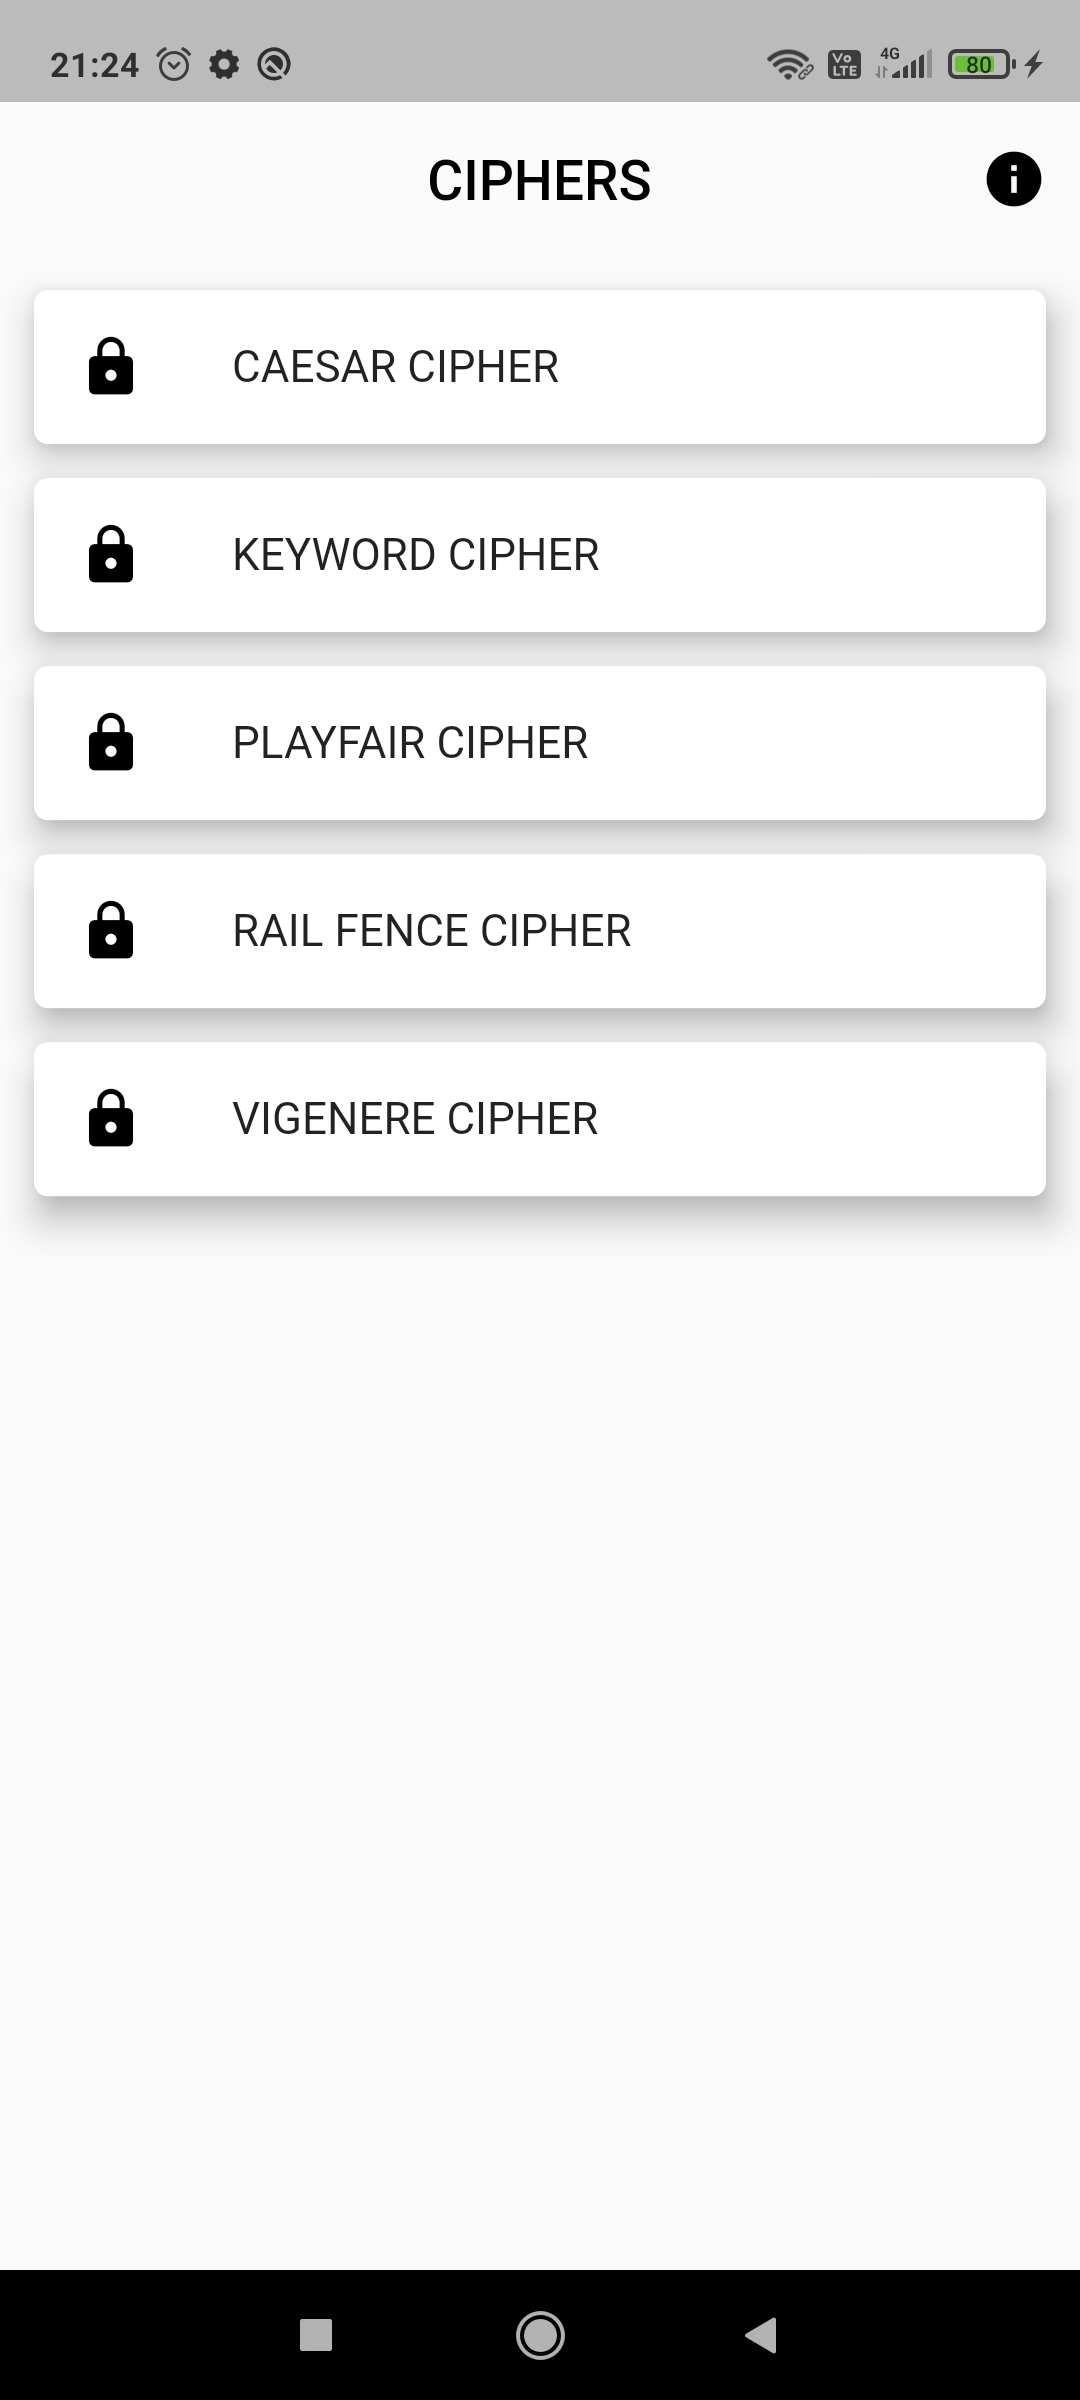 21:24
Vo LTE
4G
80
CIPHERS
CAESAR CIPHER
KEYWORD CIPHER
PLAYFAIR CIPHER
RAIL FENCE CIPHER
VIGENERE CIPHER